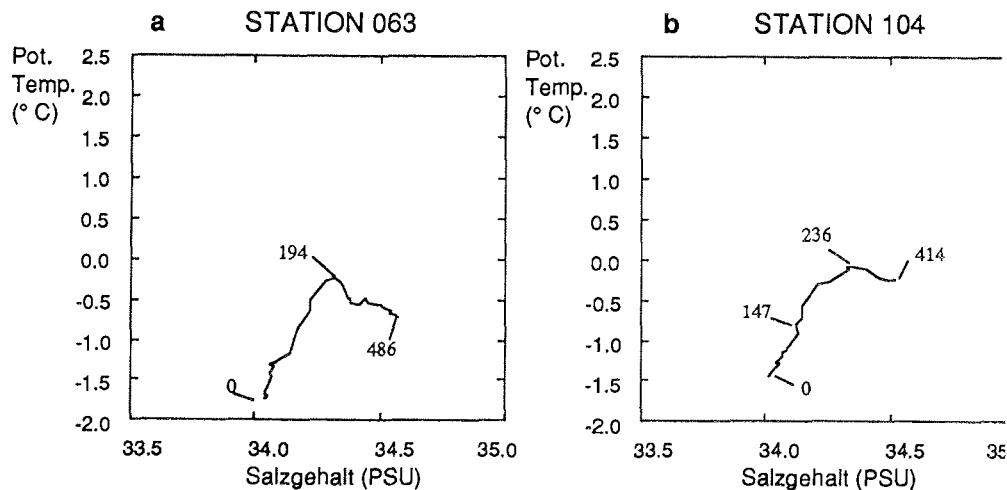 a STATION 063
Pot.
Temp.
(° C)
2.5
2.0
1.5
1.0
0.5
0.0
-0.5
-1.0
-1.5
-2.0
194
486
0
33.5 34.0 34.5 35.0
Salzgehalt (PSU)
b STATION 104
Pot.
Temp.
(° C)
2.5
2.0
1.5
1.0
0.5
0.0
-0.5
-1.0
-1.5
-2.0
236
414
147
0
33.5 34.0 34.5 35
Salzgehalt (PSU)